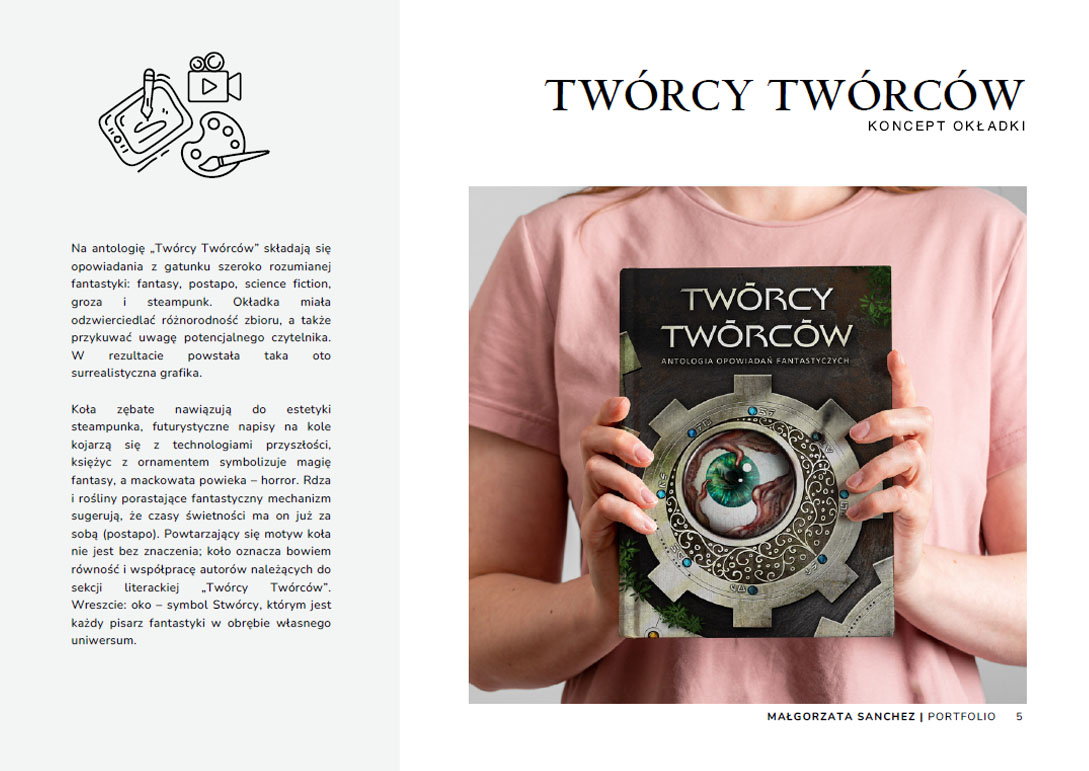 TWÓRCY TWÓRCÓW
KONCEPT OKŁADKI
Na antologię „Twórcy Twórców” składają się
opowiadania z gatunku szeroko rozumianej
fantastyki: fantasy, postapo, science fiction,
groza i steampunk. Okładka miała
odzwierciedlać różnorodność zbioru, a także
przykuwać uwagę potencjalnego czytelnika.
W rezultacie powstała taka oto
surrealistyczna grafika.
Koła zębate nawiązują do estetyki
steampunka, futurystyczne napisy na kole
kojarzą się z technologiami przyszłości,
księżyc z ornamentem symbolizuje magię
fantasy, a mackowata powieka – horror. Rdza
i rośliny porastające fantastyczny mechanizm
sugerują, że czasy świetności ma on już za
sobą (postapo). Powtarzający się motyw koła
nie jest bez znaczenia; koło oznacza bowiem
równość i współpracę autorów należących do
sekcji literackiej „Twórcy Twórców”.
Wreszcie: oko – symbol Stwórcy, którym jest
każdy pisarz fantastyki w obrębie własnego
uniwersum.
TWÓRCY
TWÓRCÓW
ANTOLOGIA OPOWIADAŃ FANTASTYCZYCH
MAŁGORZATA SANCHEZ | PORTFOLIO 5